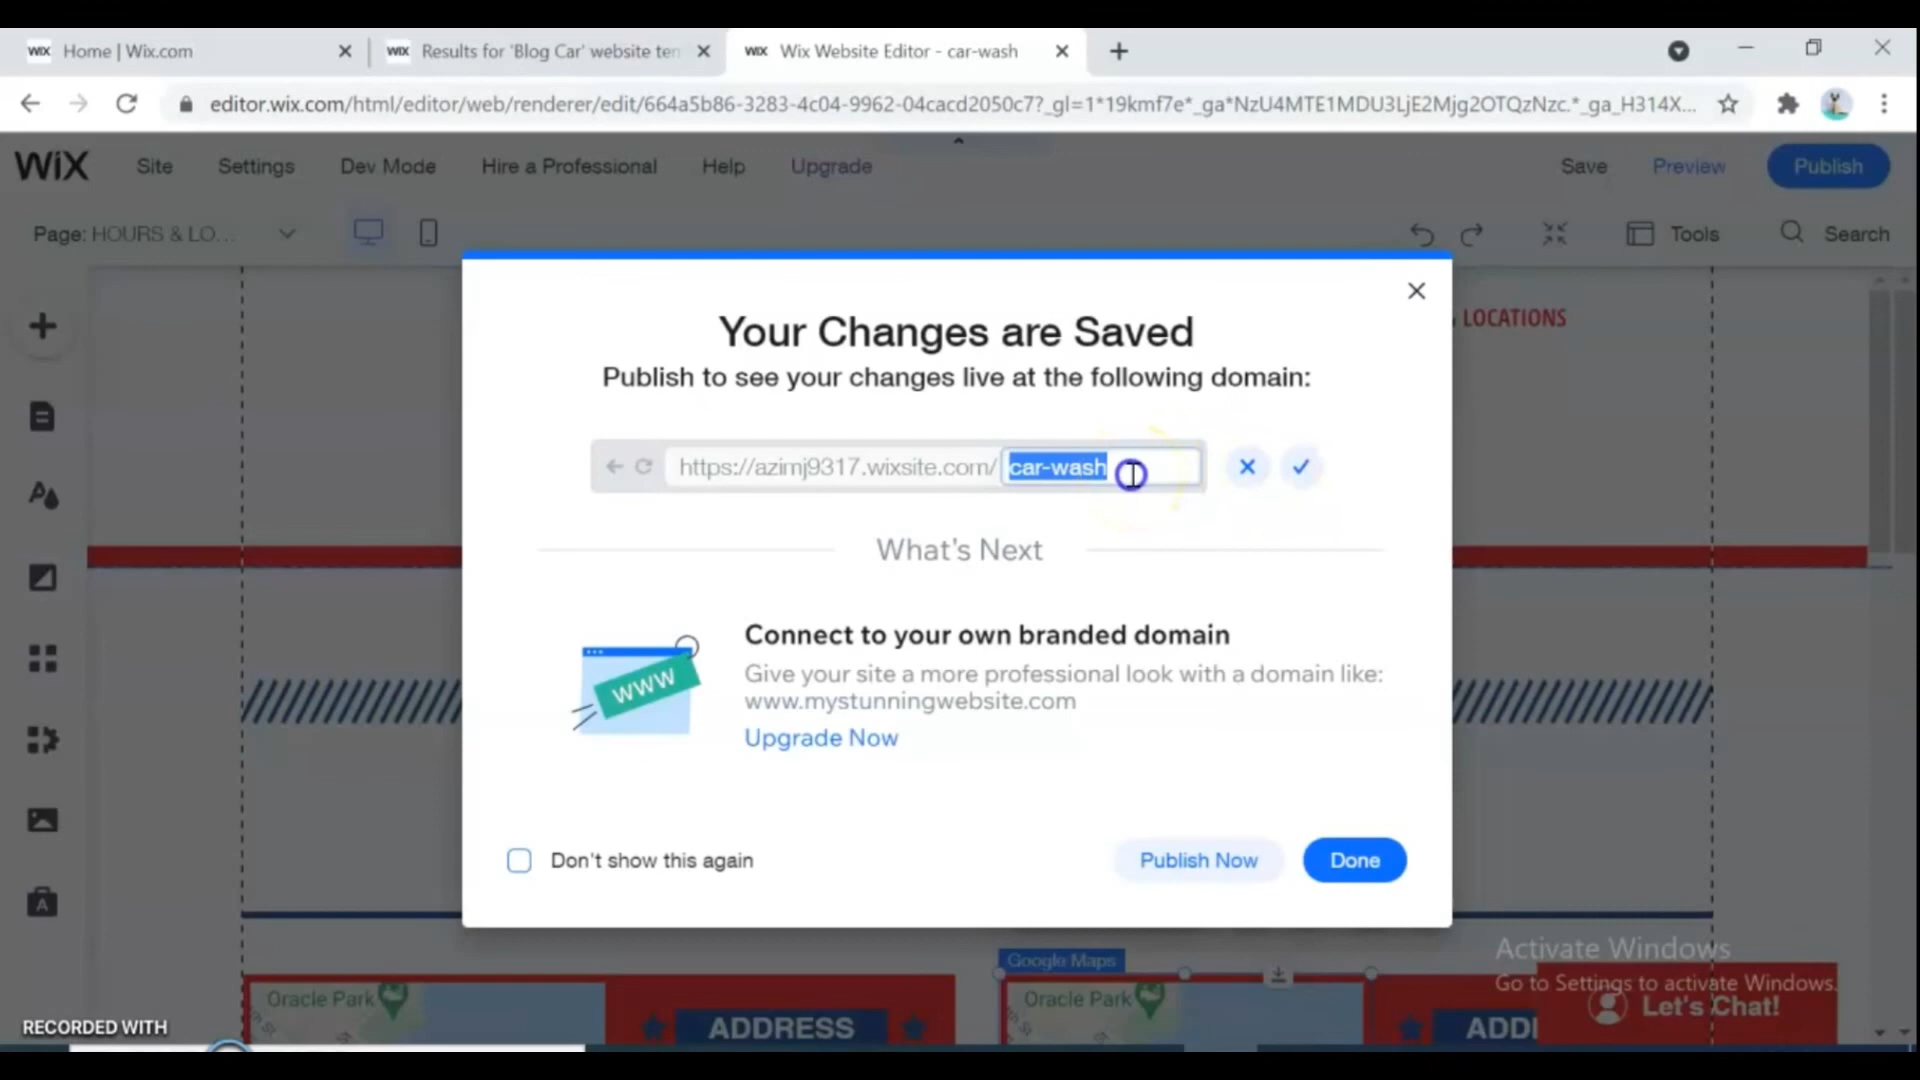 WIX Home | Wix.com
WIX Results for 'Blog Car' website ten
WIX Wix Website Editor - car-wash
editor.wix.com/html/editor/web/renderer/edit/664a5b86-3283-4c04-9962-04cacd2050c7?_gl=1*19kmf7e*_ga*NzU4MTE1MDU3LjE2Mjg2OTQzNzc.*_ga_H314X...
WiX Site Settings Dev Mode Hire a Professional Help Upgrade Save Preview Publish
Page: HOURS & LO... Tools Search
LOCATIONS
Your Changes are Saved
Publish to see your changes live at the following domain:
https://azimj9317.wixsite.com/ car-wash
What's Next
Connect to your own branded domain
Give your site a more professional look with a domain like:
www.mystunningwebsite.com
WWW
Upgrade Now
Don't show this again
Publish Now
Done
Google Maps
Oracle Park
ADDRESS
Oracle Park
ADDI
Activate Windows
Go to Settings to activate Windows.
Let's Chat!
RECORDED WITH